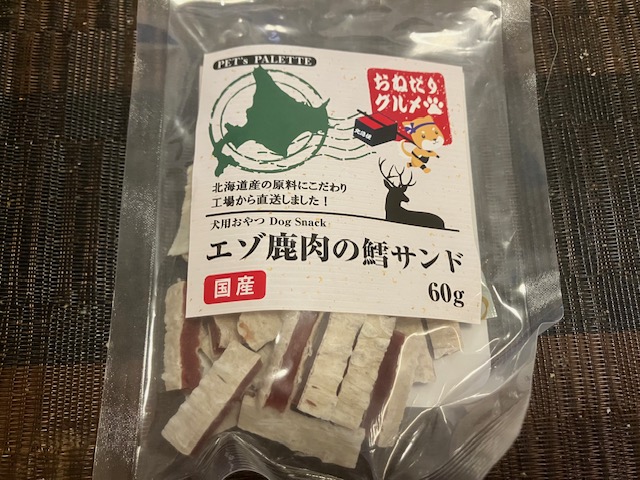 PET'S PALETTE
おねだり
グルメ
北海道
北海道産の原料にこだわり
工場から直送しました！
犬用おやつ Dog Snack
エゾ鹿肉の鱈サンド
国産
60g